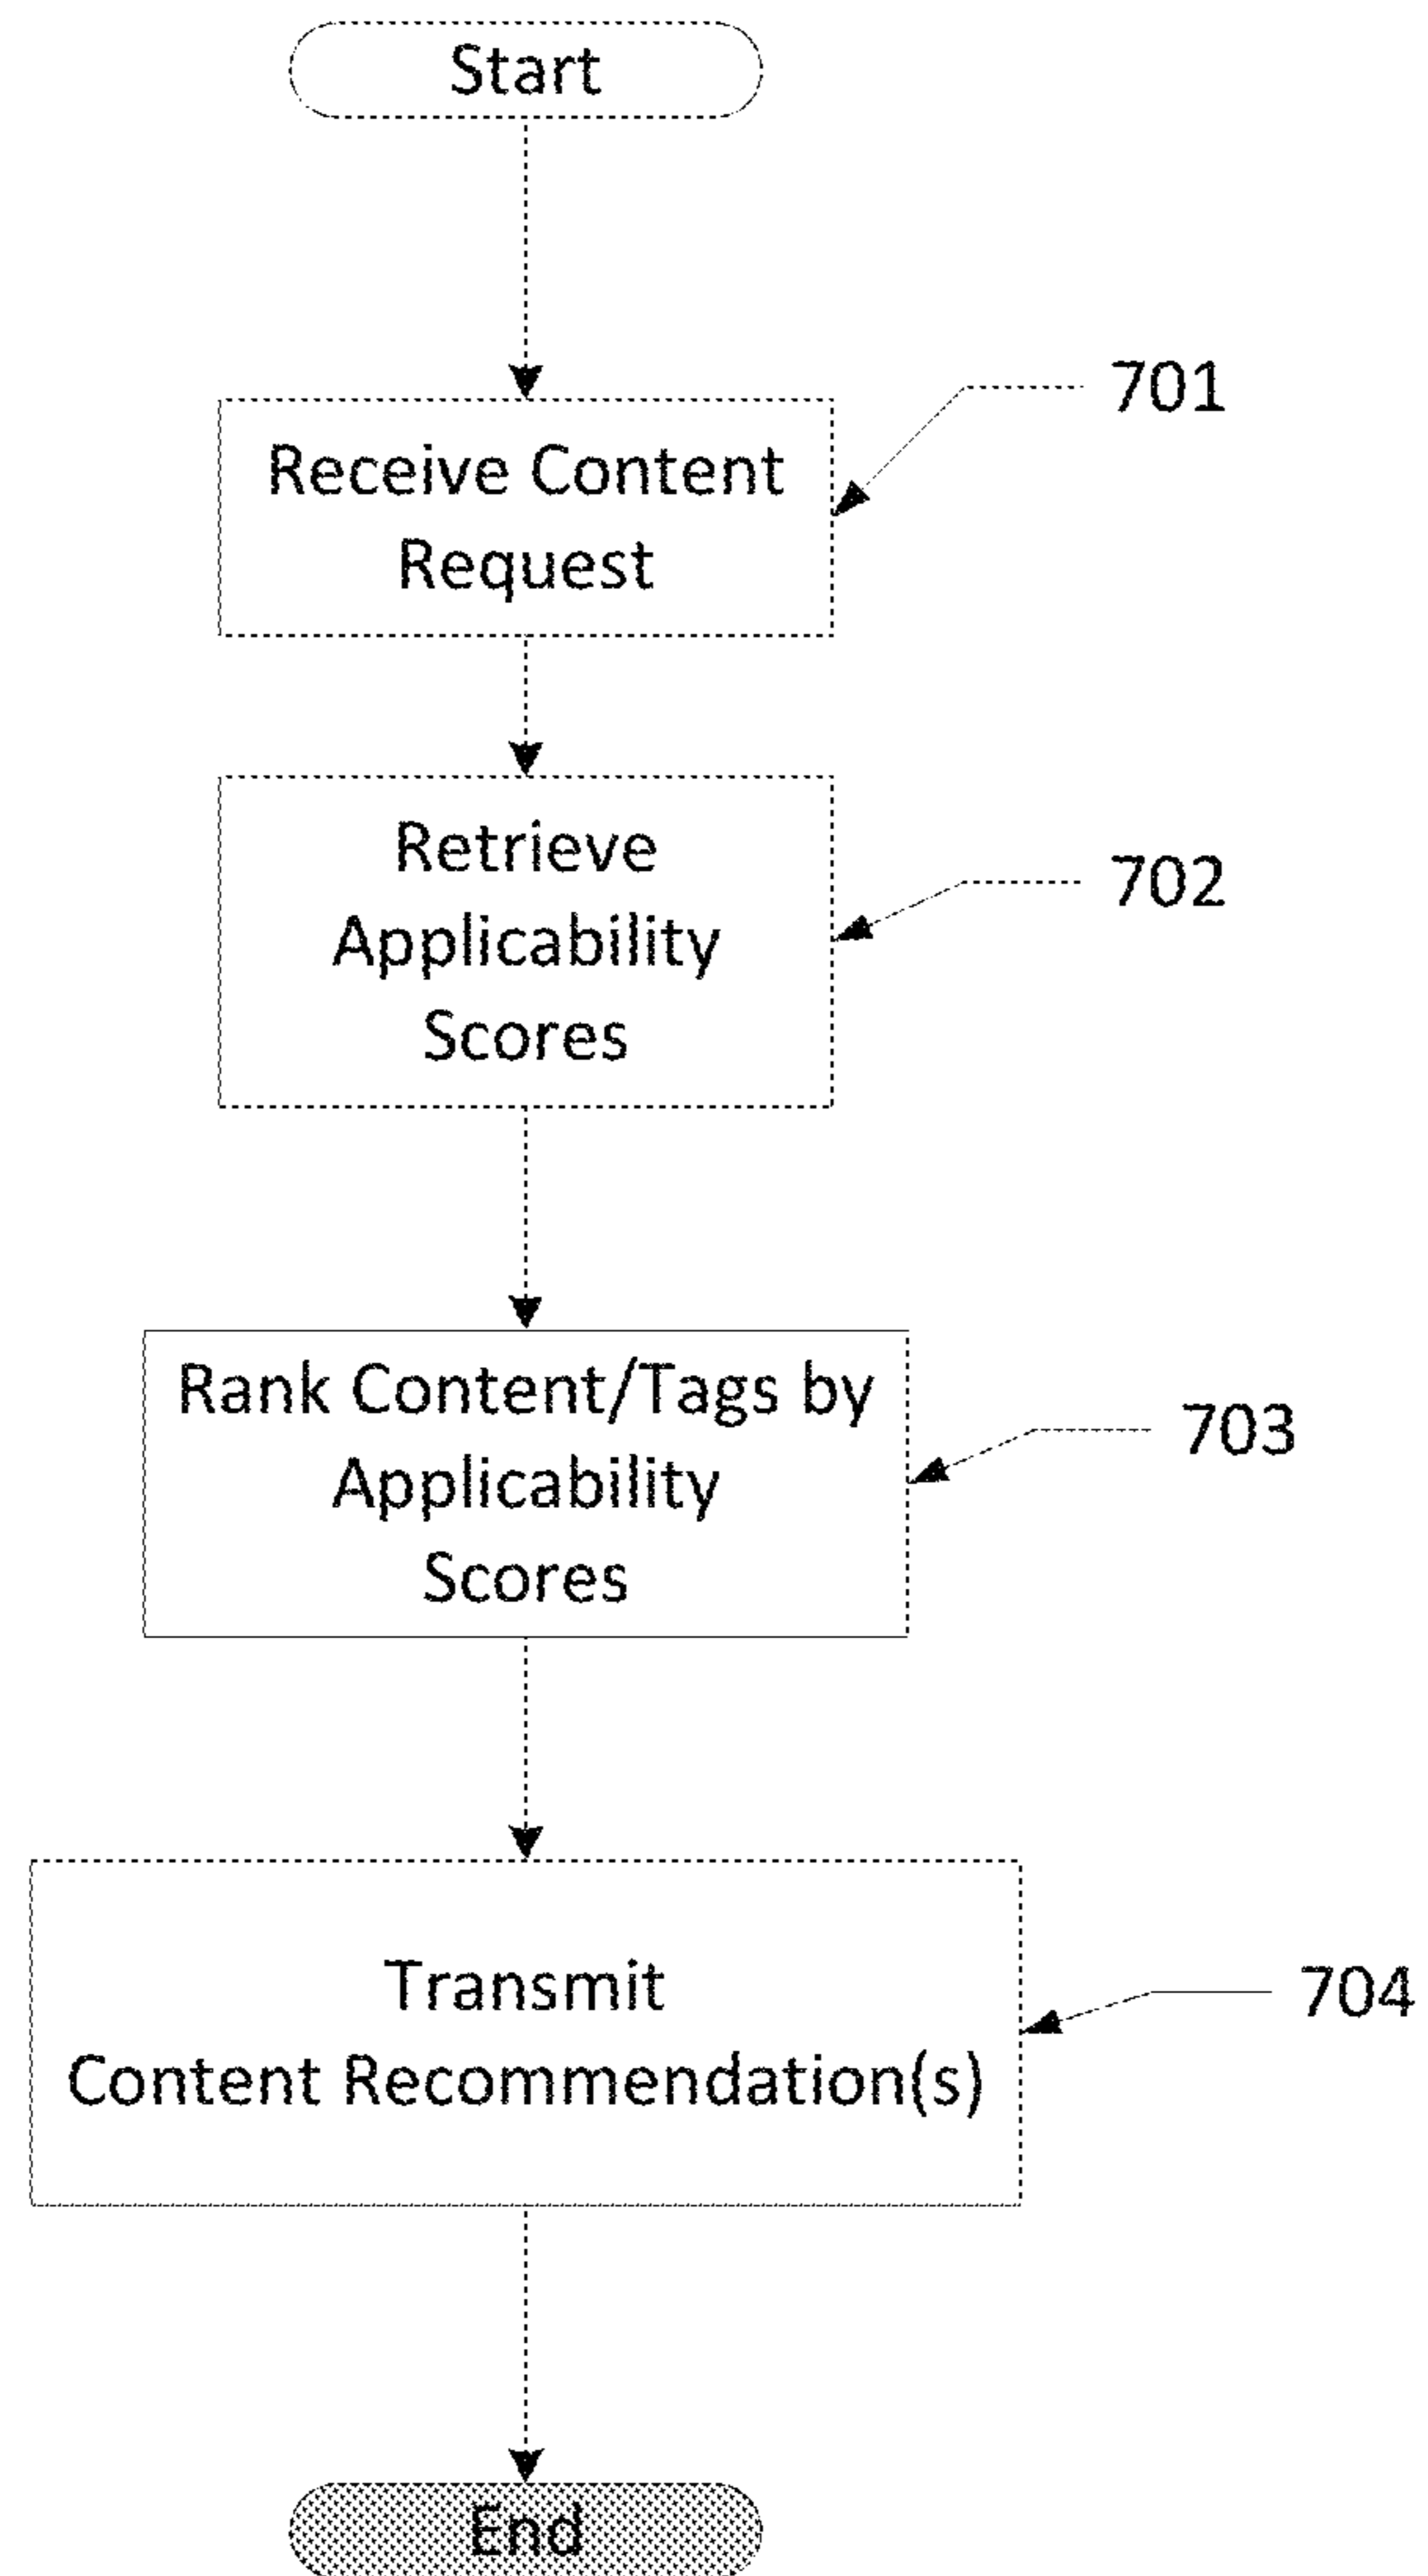 Start
701
Receive Content
Request
Retrieve
702
Applicability
Scores
Rank Content/Tags by
703
Applicability
Scores
Transmit
704
Content Recommendation(s)
End